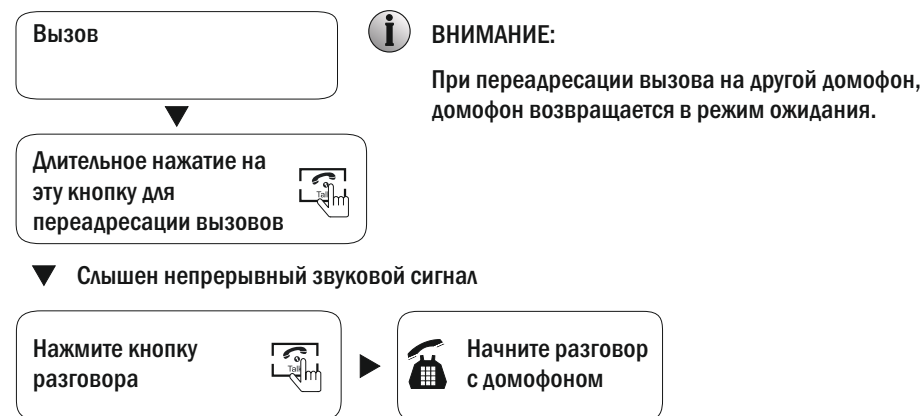 Вызов
ВНИМАНИЕ:
При переадресации вызова на другой домофон,
домофон возвращается в режим ожидания.
Длительное нажатие на
эту кнопку для
переадресации вызовов
Talk
Слышен непрерывный звуковой сигнал
Нажмите кнопку
разговора
Talk
Начните разговор
с домофоном